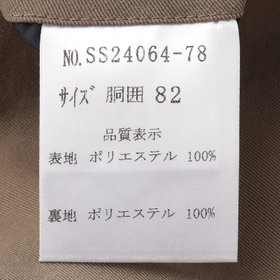 NO.SS24064-78
サイズ 胴囲 82
品質表示
表地 ポリエステル 100%
裏地 ポリエステル 100%